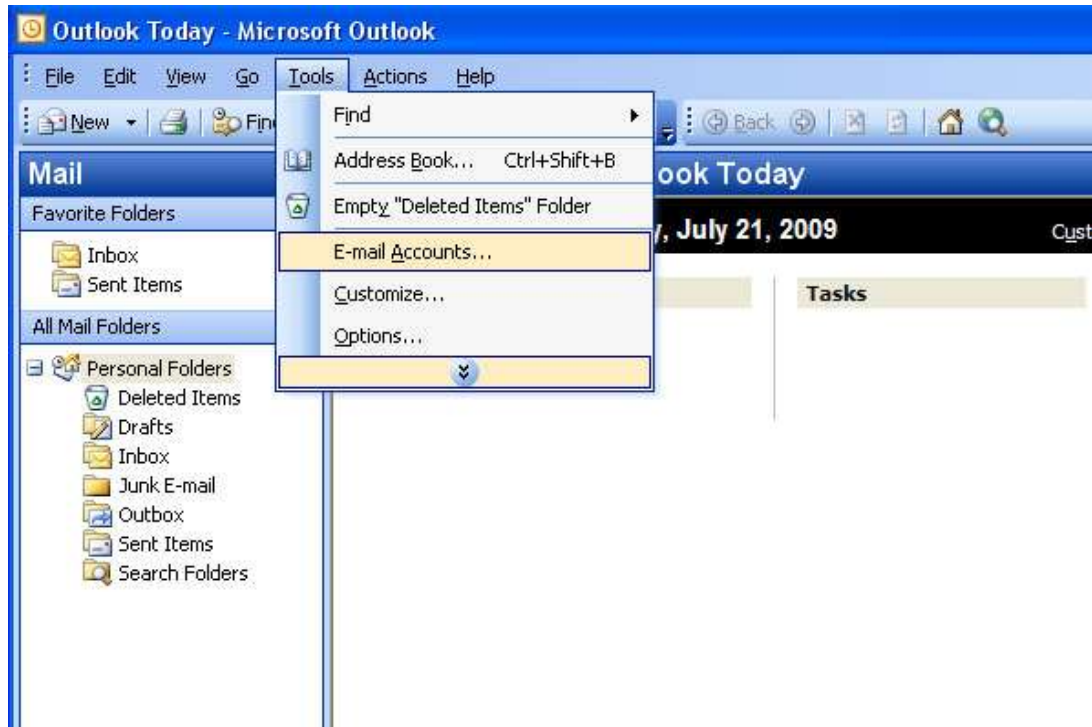 Outlook Today - Microsoft Outlook
File Edit View Go Tools Actions Help
New Back
Find
Address Book... Ctrl+Shift+B
Empty "Deleted Items" Folder
E-mail Accounts...
Customize...
Options...
Mail
Favorite Folders
Inbox
Sent Items
All Mail Folders
Personal Folders
Deleted Items
Drafts
Inbox
Junk E-mail
Outbox
Sent Items
Search Folders
ook Today
, July 21, 2009
Tasks